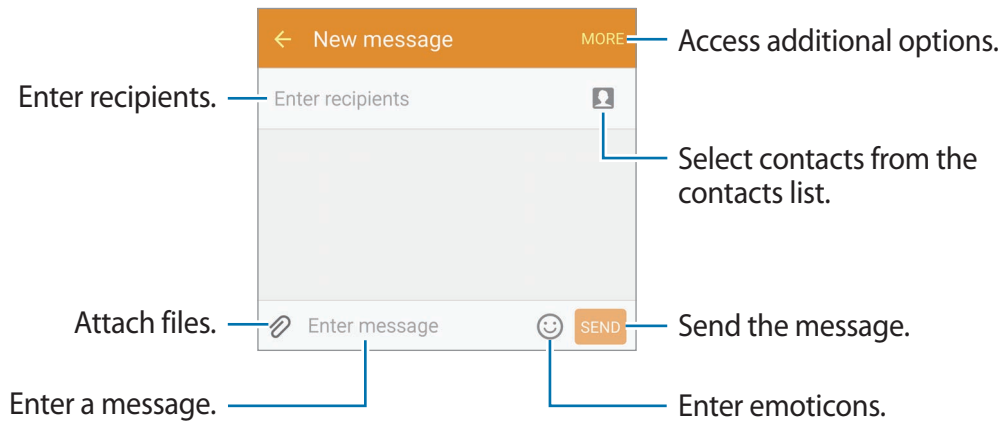 New message
MORE
Access additional options.
Enter recipients.
Enter recipients
Select contacts from the
contacts list.
Attach files.
Enter message
SEND
Send the message.
Enter a message.
Enter emoticons.